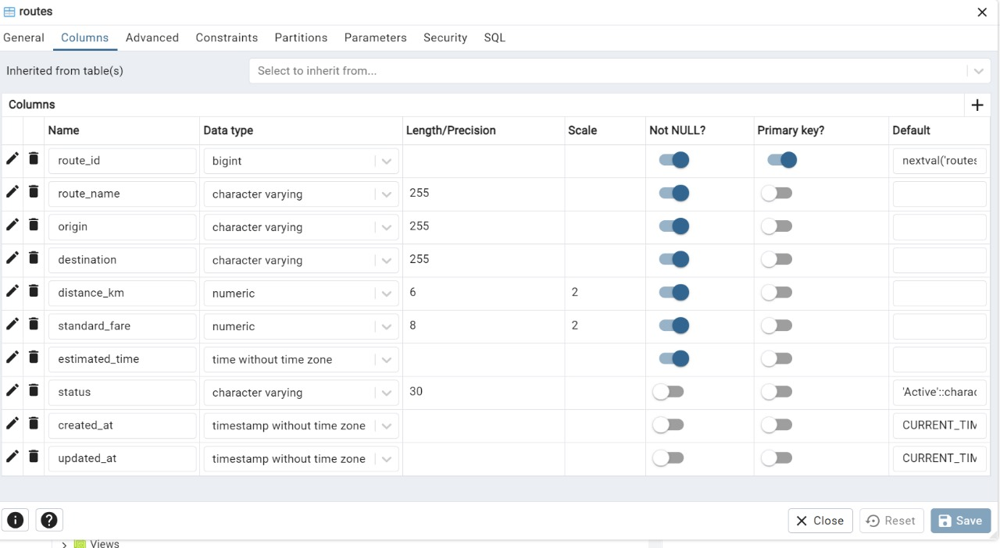 routes
General Columns Advanced Constraints Partitions Parameters Security SQL
Inherited from table(s) Select to inherit from...
Columns
Name Data type Length/Precision Scale Not NULL? Primary key? Default
route_id bigint nextval('routes
route_name character varying 255
origin character varying 255
destination character varying 255
distance_km numeric 6 2
standard_fare numeric 8 2
estimated_time time without time zone
status character varying 30 'Active'::charac
created_at timestamp without time zone CURRENT_TIM
updated_at timestamp without time zone CURRENT_TIM
Close Reset Save
Views